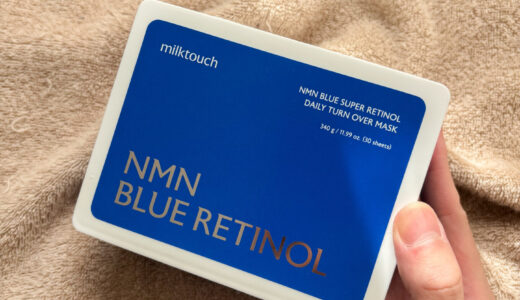 milktouch
NMN BLUE SUPER RETINOL
DAILY TURN OVER MASK
340 g / 11.99 oz. (30 sheets)
NMN
BLUE RETINOL